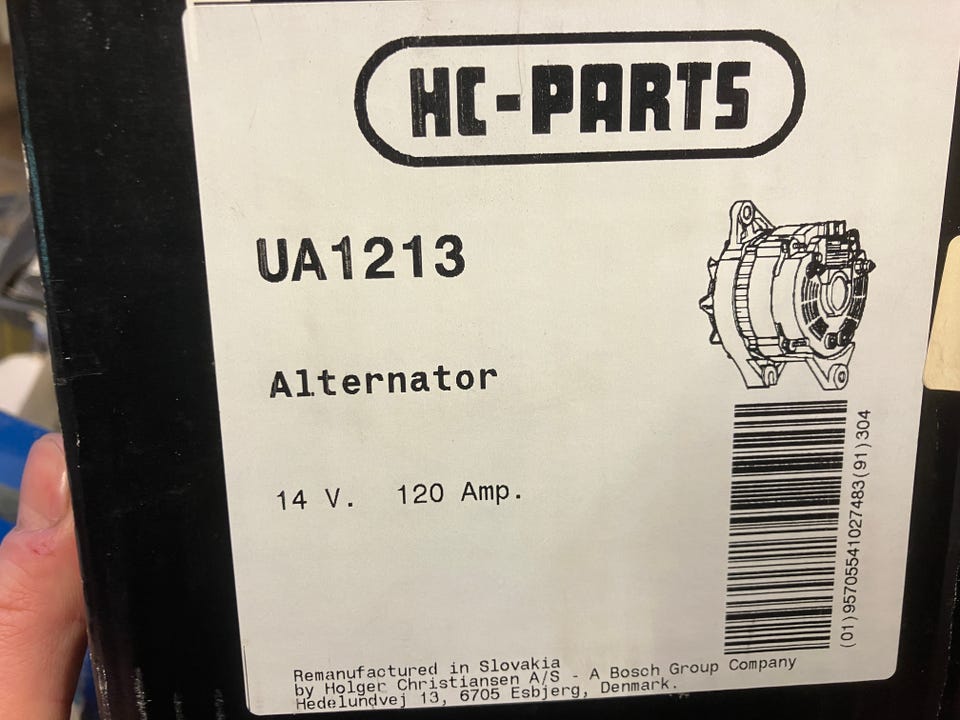 HC-PARTS
UA1213
Alternator
14 V. 120 Amp.
(01)95705541027483(91)304
Remanufactured in Slovakia
by Holger Christiansen A/S - A Bosch Group Company
Hedelundvej 13, 6705 Esbjerg, Denmark.